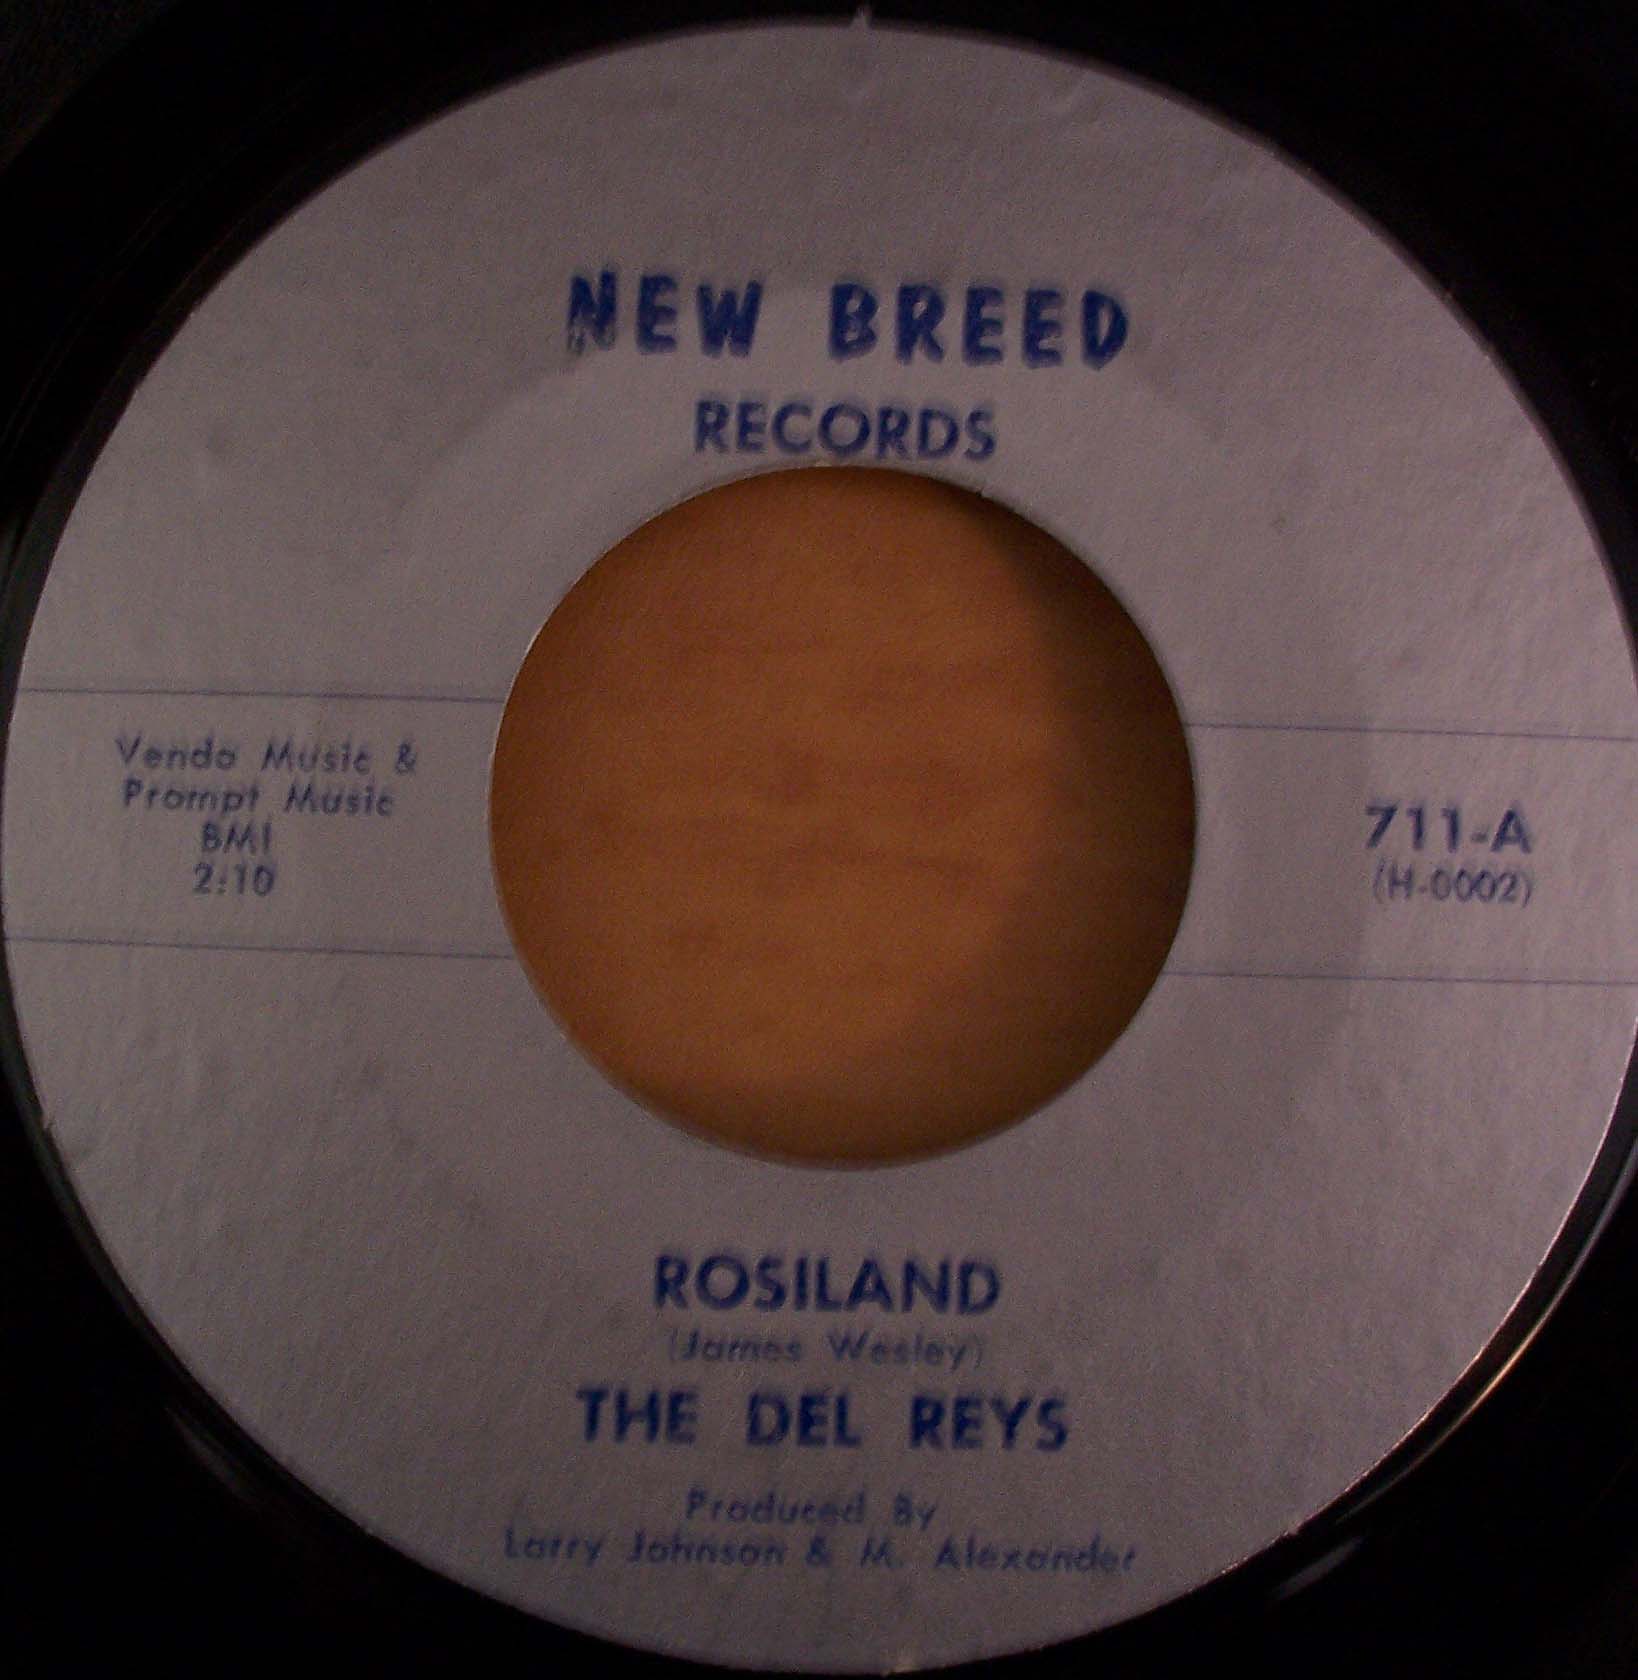 NEW BREED
RECORDS
Vendo Music &
Prompt Music
BMI
2:10
711-A
(H-0002)
ROSILAND
(James Wesley)
THE DEL REYS
Produced By
Larry Johnson & M. Alexander